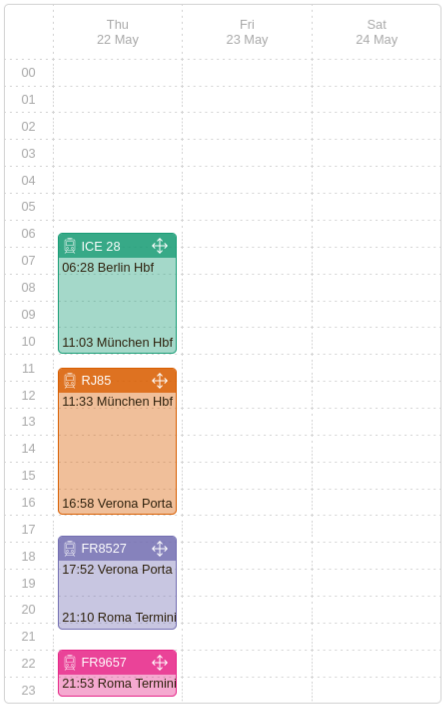 Thu
22 May
Fri
23 May
Sat
24 May
00
01
02
03
04
05
06
ICE 28
07
06:28 Berlin Hbf
08
09
10
11:03 München Hbf
11
RJ85
12
11:33 München Hbf
13
14
15
16
16:58 Verona Porta
17
18
FR8527
17:52 Verona Porta
19
20
21:10 Roma Termini
21
22
FR9657
21:53 Roma Termini
23